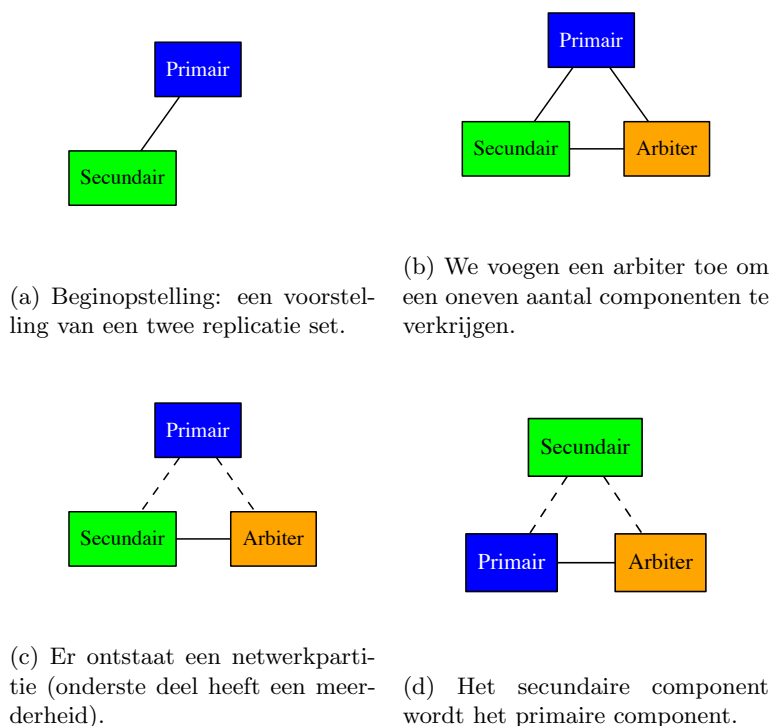 Primair
Secundair
(a) Beginopstelling: een voorstel-
ling van een twee replicatie set.
Primair
Secundair
Arbiter
(b) We voegen een arbiter toe om
een oneven aantal componenten te
verkrijgen.
Primair
Secundair
Arbiter
(c) Er ontstaat een netwerkparti-
tie (onderste deel heeft een meer-
derheid).
Secundair
Primair
Arbiter
(d) Het secundaire component
wordt het primaire component.